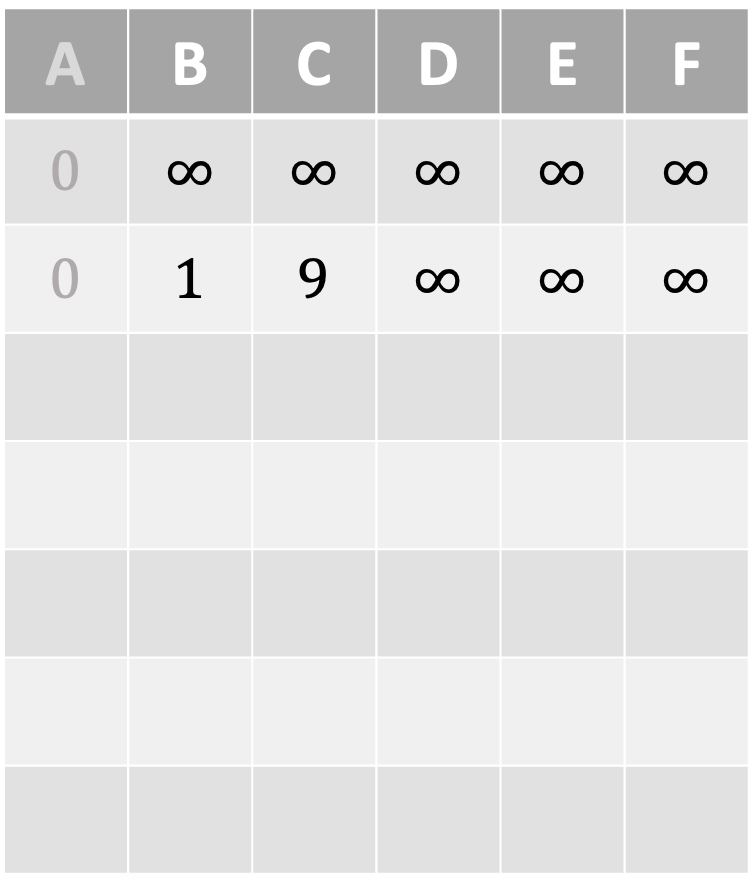 A B C D E F
0 ∞ ∞ ∞ ∞ ∞
0 1 9 ∞ ∞ ∞